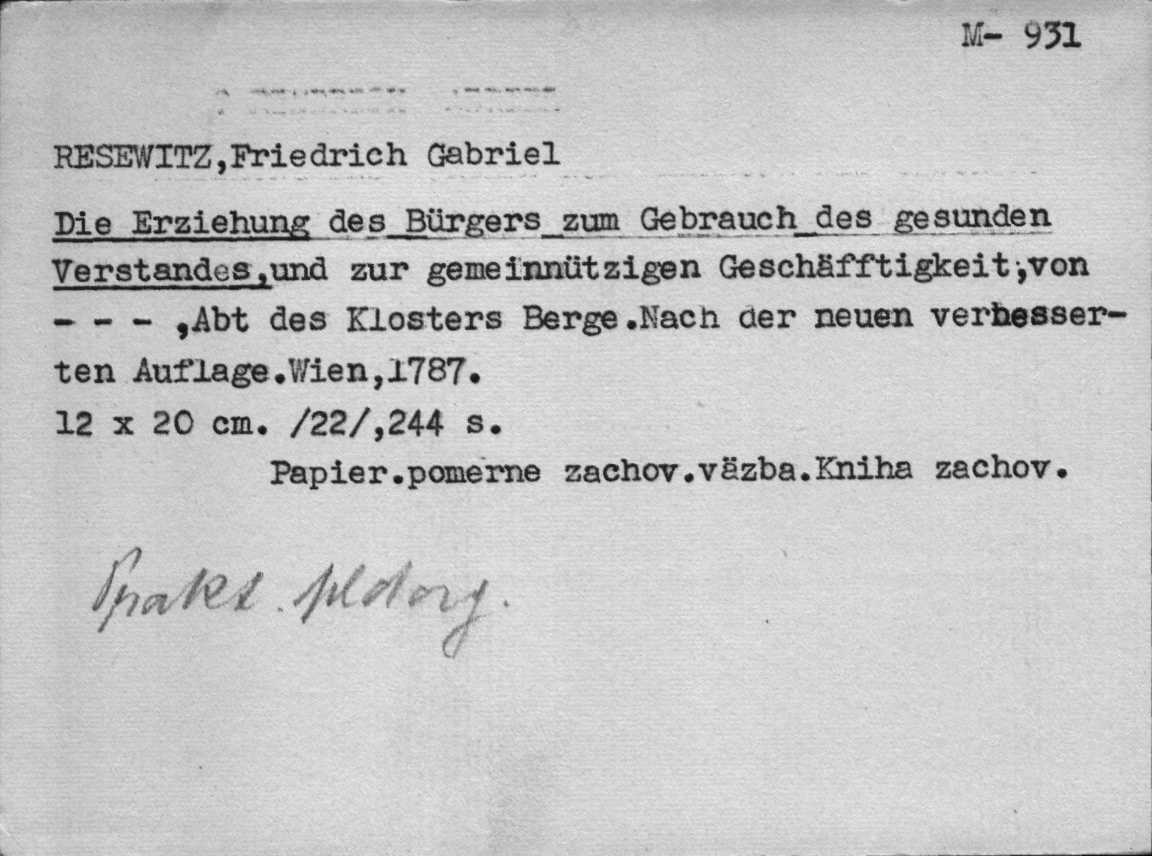 M- 931
RESEWITZ,Friedrich Gabriel
Die Erziehung des Bürgers zum Gebrauch des gesunden
Verstandes,und zur gemeinnützigen Geschäfftigkeit,von
- - - ,Abt des Klosters Berge.Nach der neuen verbesser-
ten Auflage.Wien,1787.
12 x 20 cm. /22/,244 s.
Papier.pomerne zachov.väzba.Kniha zachov.
prakt.